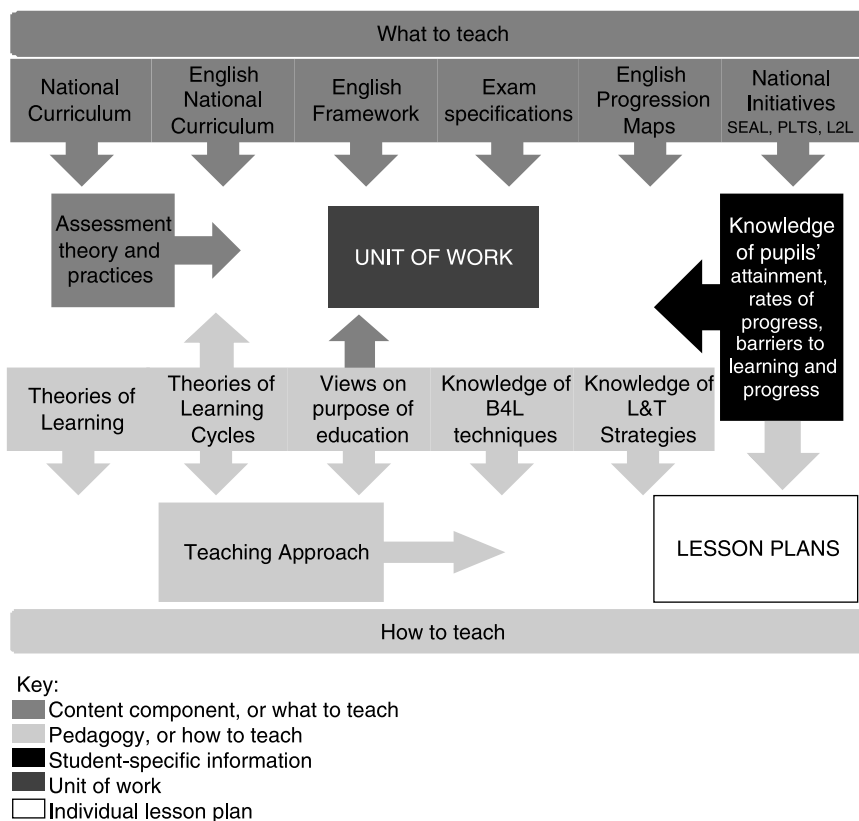 What to teach
National
Curriculum
English
National
Curriculum
English
Framework
Exam
specifications
English
Progression
Maps
National
Initiatives
SEAL, PLTS, L2L
Assessment
theory and
practices
UNIT OF WORK
Knowledge
of pupils’
attainment,
rates of
progress,
barriers to
learning and
progress
Theories of
Learning
Theories of
Learning
Cycles
Views on
purpose of
education
Knowledge of
B4L
techniques
Knowledge of
L&T
Strategies
Teaching Approach
LESSON PLANS
How to teach
Key:
Content component, or what to teach
Pedagogy, or how to teach
Student-specific information
Unit of work
Individual lesson plan